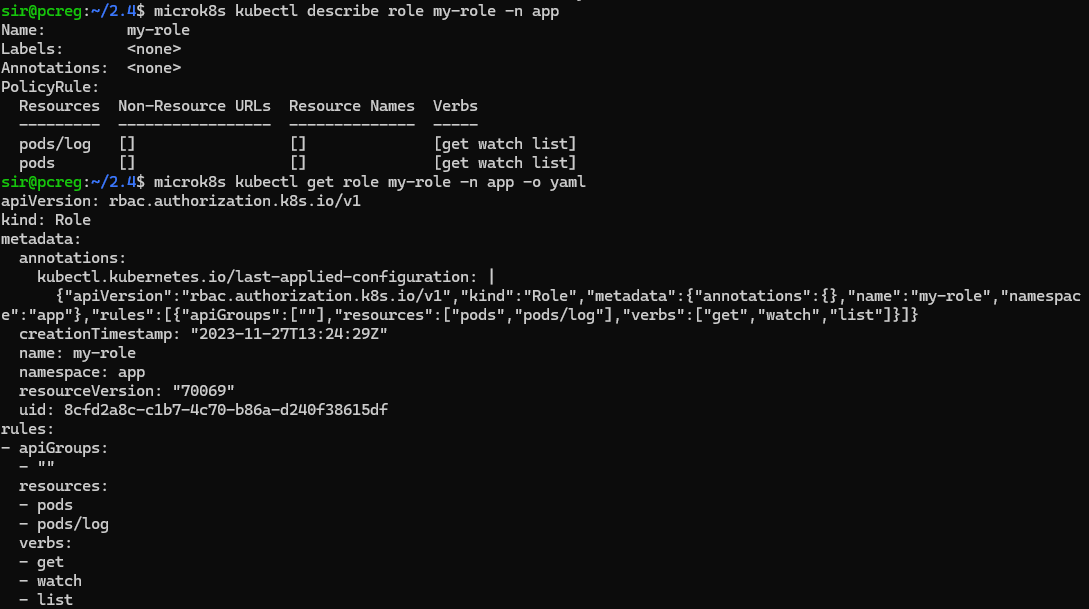 sir@pcreg:~/2.4$ microk8s kubectl describe role my-role -n app
Name:         my-role
Labels:       <none>
Annotations:  <none>
PolicyRule:
  Resources  Non-Resource URLs  Resource Names  Verbs
  ---------  -----------------  --------------  -----
  pods/log   []                 []              [get watch list]
  pods       []                 []              [get watch list]
sir@pcreg:~/2.4$ microk8s kubectl get role my-role -n app -o yaml
apiVersion: rbac.authorization.k8s.io/v1
kind: Role
metadata:
  annotations:
    kubectl.kubernetes.io/last-applied-configuration: |
      {"apiVersion":"rbac.authorization.k8s.io/v1","kind":"Role","metadata":{"annotations":{},"name":"my-role","namespac
e":"app"},"rules":[{"apiGroups":[""],"resources":["pods","pods/log"],"verbs":["get","watch","list"]}]}
  creationTimestamp: "2023-11-27T13:24:29Z"
  name: my-role
  namespace: app
  resourceVersion: "70069"
  uid: 8cfd2a8c-c1b7-4c70-b86a-d240f38615df
rules:
- apiGroups:
  - ""
  resources:
  - pods
  - pods/log
  verbs:
  - get
  - watch
  - list